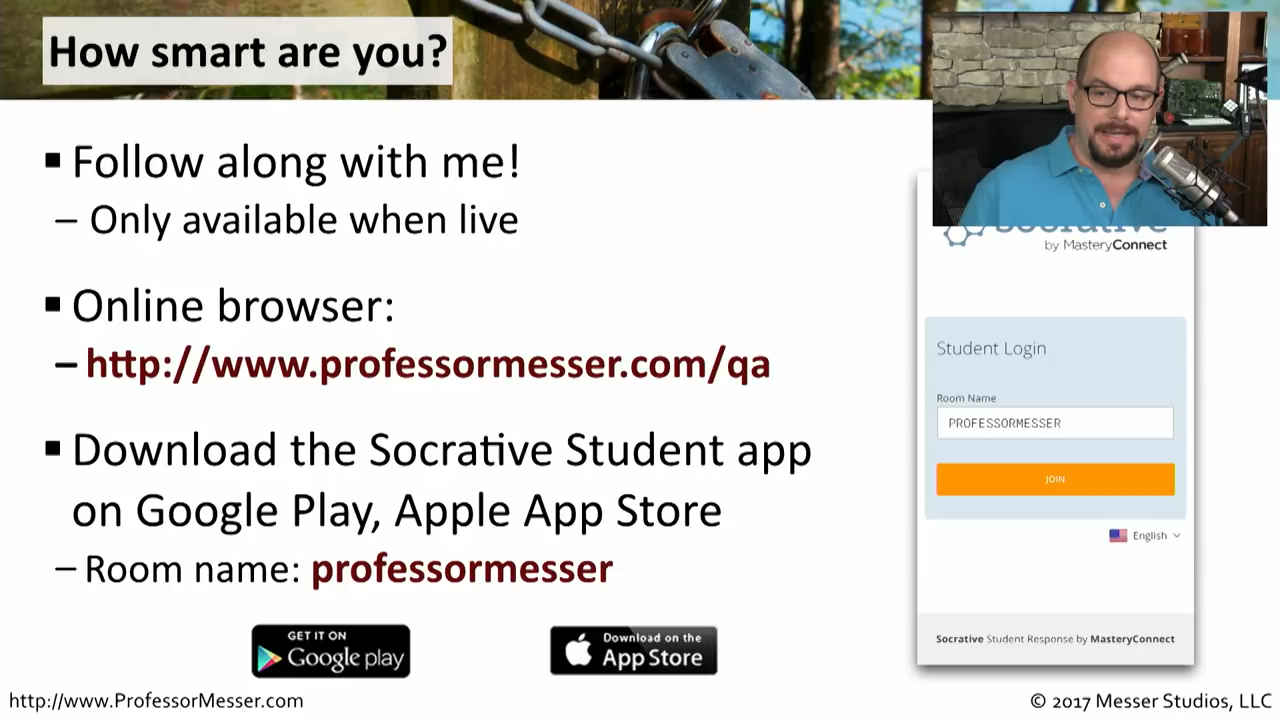 How smart are you?
▪ Follow along with me!
– Only available when live
▪ Online browser:
– http://www.professormesser.com/qa
▪ Download the Socrative Student app
on Google Play, Apple App Store
– Room name: professormesser
GET IT ON
Google play
Download on the
App Store
by MasteryConnect
Student Login
Room Name
PROFESSORMESSER
JOIN
English
Socrative Student Response by MasteryConnect
http://www.ProfessorMesser.com
© 2017 Messer Studios, LLC